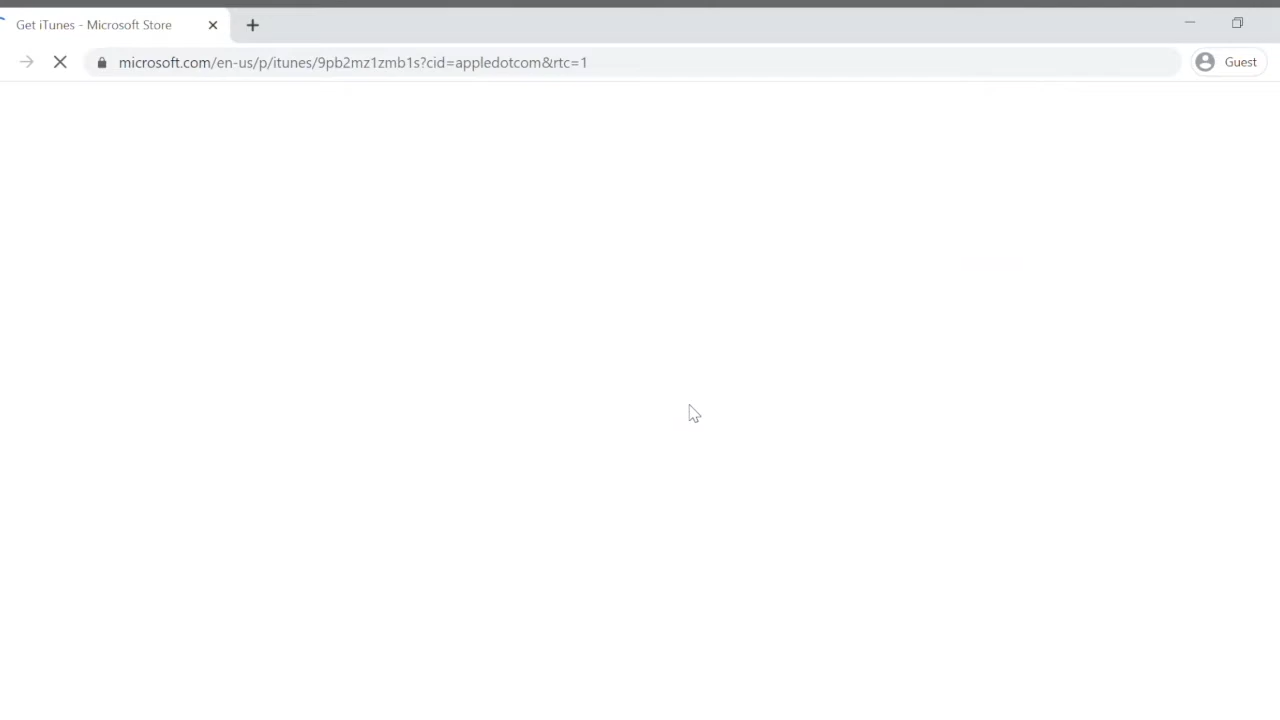 Get iTunes - Microsoft Store
microsoft.com/en-us/p/itunes/9pb2mz1zmb1s?cid=appledotcom&rtc=1
Guest